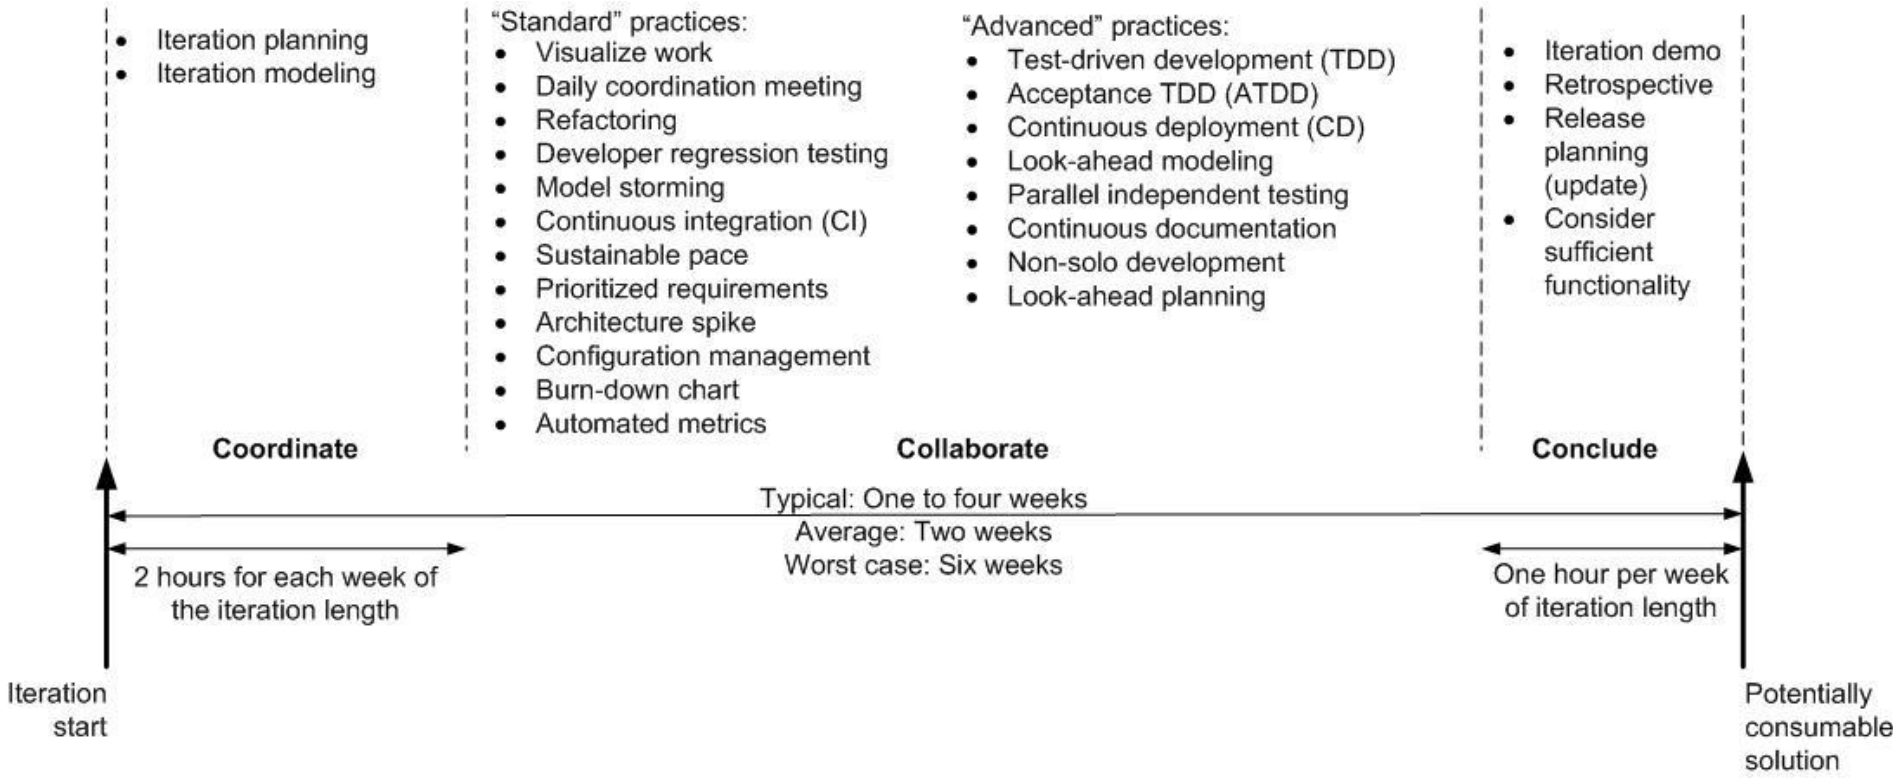 Iteration planning
Iteration modeling
“Standard” practices:
Visualize work
Daily coordination meeting
Refactoring
Developer regression testing
Model storming
Continuous integration (CI)
Sustainable pace
Prioritized requirements
Architecture spike
Configuration management
Burn-down chart
Automated metrics
“Advanced” practices:
Test-driven development (TDD)
Acceptance TDD (ATDD)
Continuous deployment (CD)
Look-ahead modeling
Parallel independent testing
Continuous documentation
Non-solo development
Look-ahead planning
Iteration demo
Retrospective
Release
planning
(update)
Consider
sufficient
functionality
Coordinate
Collaborate
Conclude
Typical: One to four weeks
Average: Two weeks
Worst case: Six weeks
2 hours for each week of
the iteration length
One hour per week
of iteration length
Iteration
start
Potentially
consumable
solution